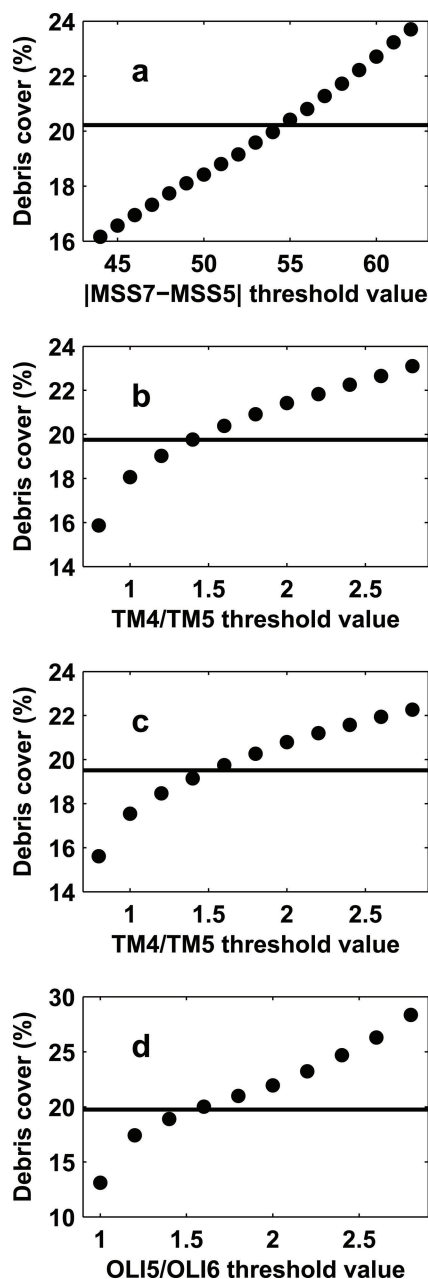 24
22
20
18
16
Debris cover (%)
a
45 50 55 60
|MSS7−MSS5| threshold value
24
22
20
18
16
14
Debris cover (%)
b
1 1.5 2 2.5
TM4/TM5 threshold value
24
22
20
18
16
14
Debris cover (%)
c
1 1.5 2 2.5
TM4/TM5 threshold value
30
25
20
15
10
Debris cover (%)
d
1 1.5 2 2.5
OLI5/OLI6 threshold value